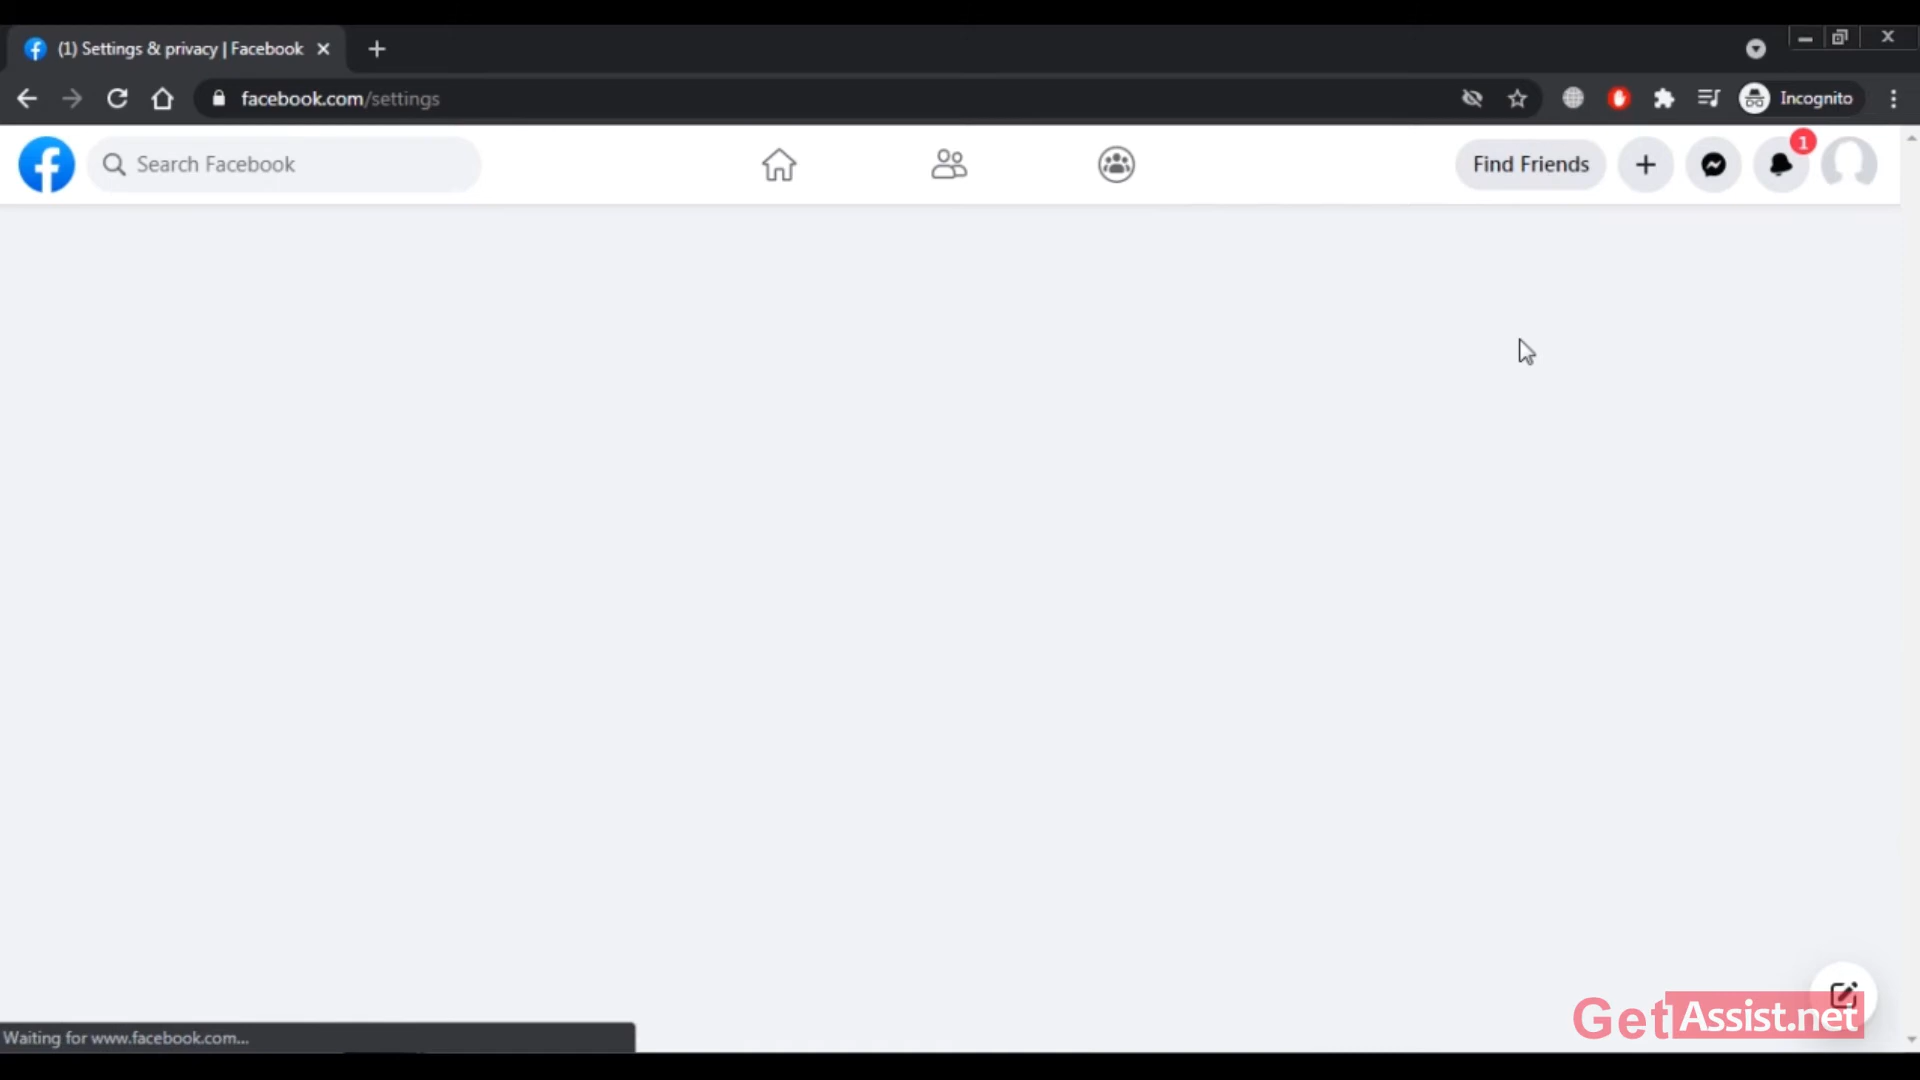 (1) Settings & privacy | Facebook
facebook.com/settings
Incognito
Search Facebook
Find Friends
1
Waiting for www.facebook.com...
GetAssist.net